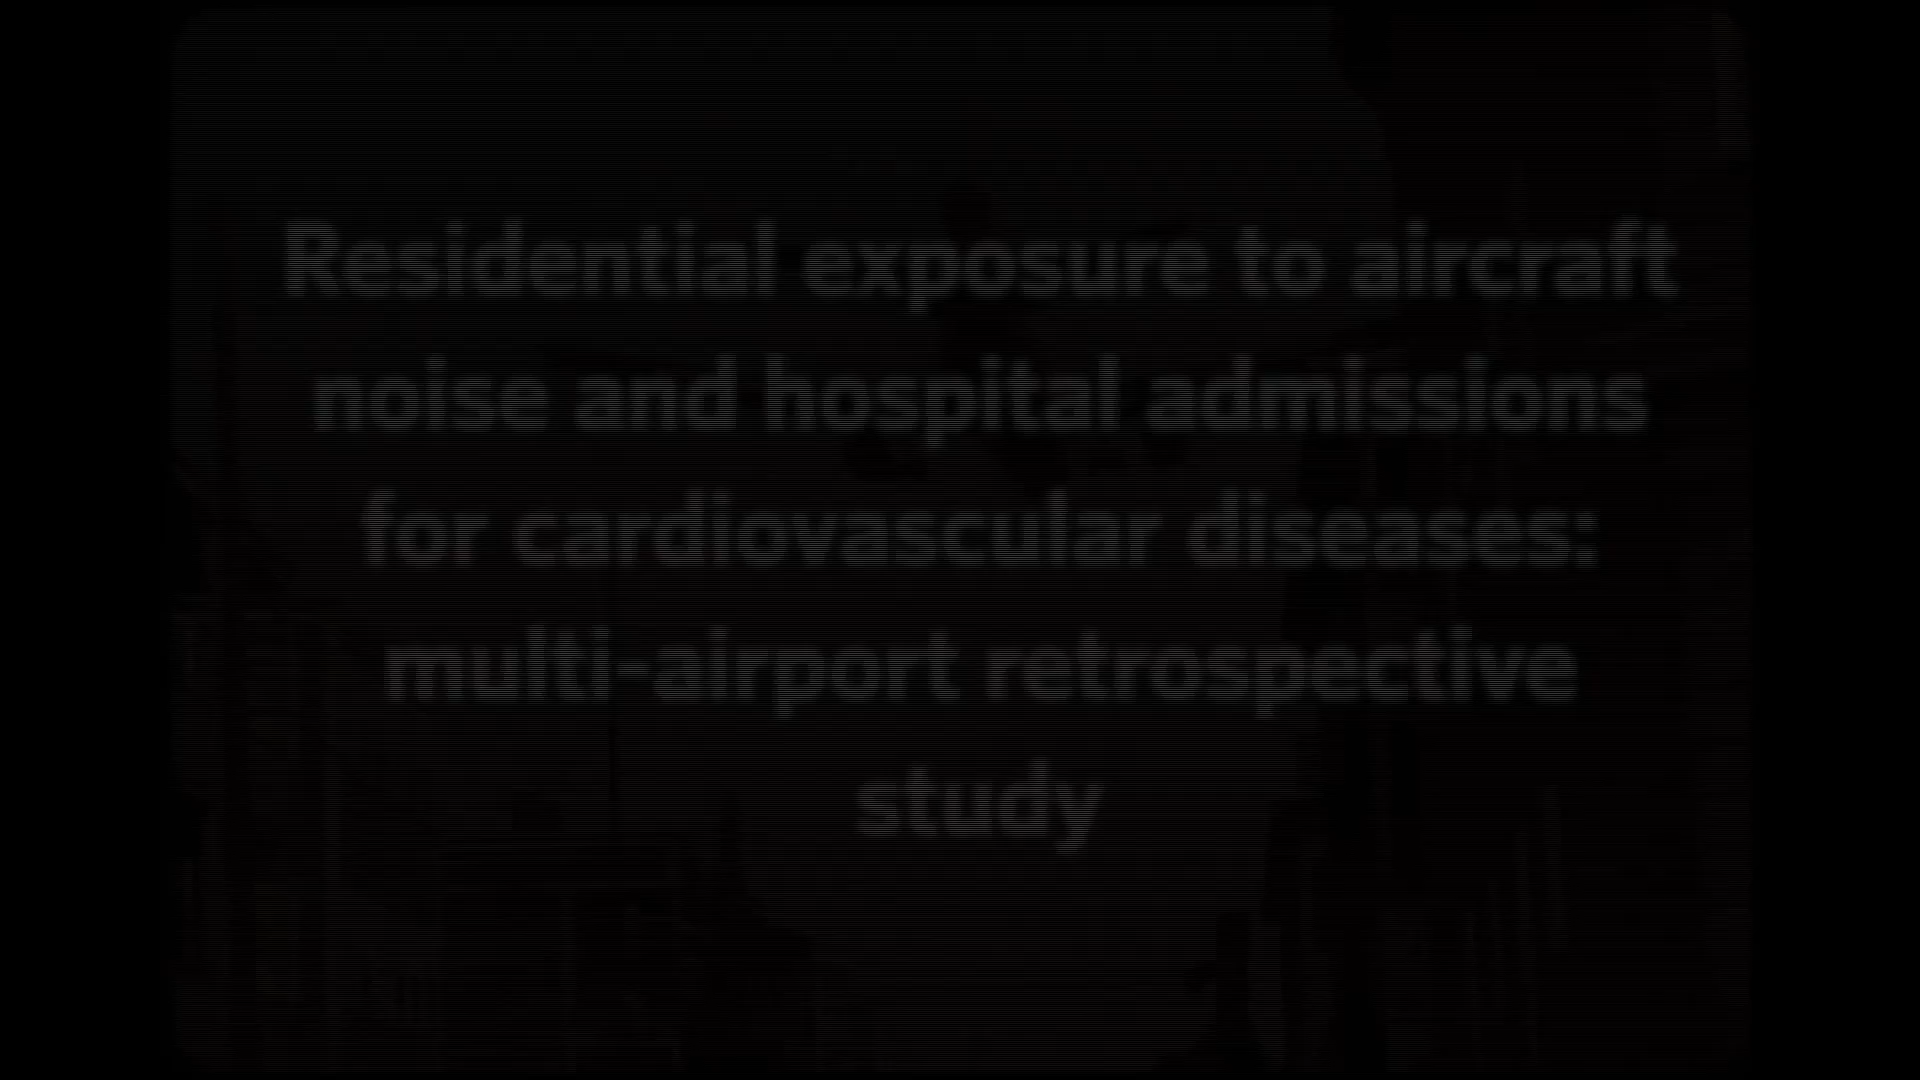 Residential exposure to aircraft
noise and hospital admissions
for cardiovascular diseases:
multi-airport retrospective
study